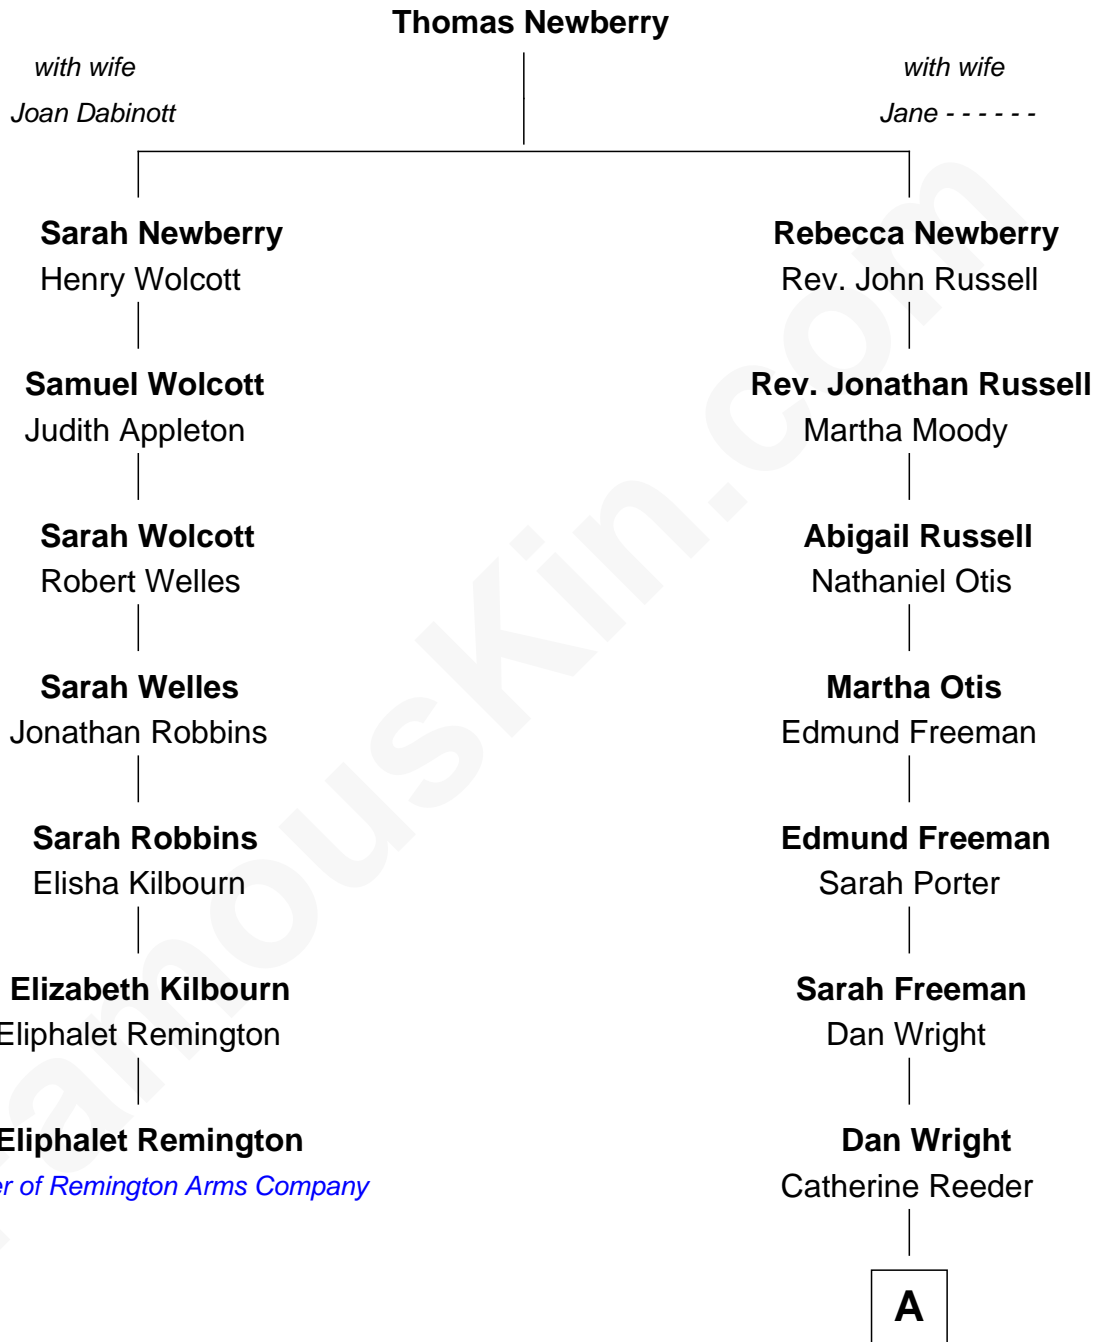 Thomas Newberry
with wife
Joan Dabinott
with wife
Jane - - - - - -
Sarah Newberry
Henry Wolcott
Rebecca Newberry
Rev. John Russell
Samuel Wolcott
Judith Appleton
Rev. Jonathan Russell
Martha Moody
Sarah Wolcott
Robert Welles
Abigail Russell
Nathaniel Otis
Sarah Welles
Jonathan Robbins
Martha Otis
Edmund Freeman
Sarah Robbins
Elisha Kilbourn
Edmund Freeman
Sarah Porter
Elizabeth Kilbourn
Eliphalet Remington
Sarah Freeman
Dan Wright
Eliphalet Remington
er of Remington Arms Company
Dan Wright
Catherine Reeder
A
FamousKin.com